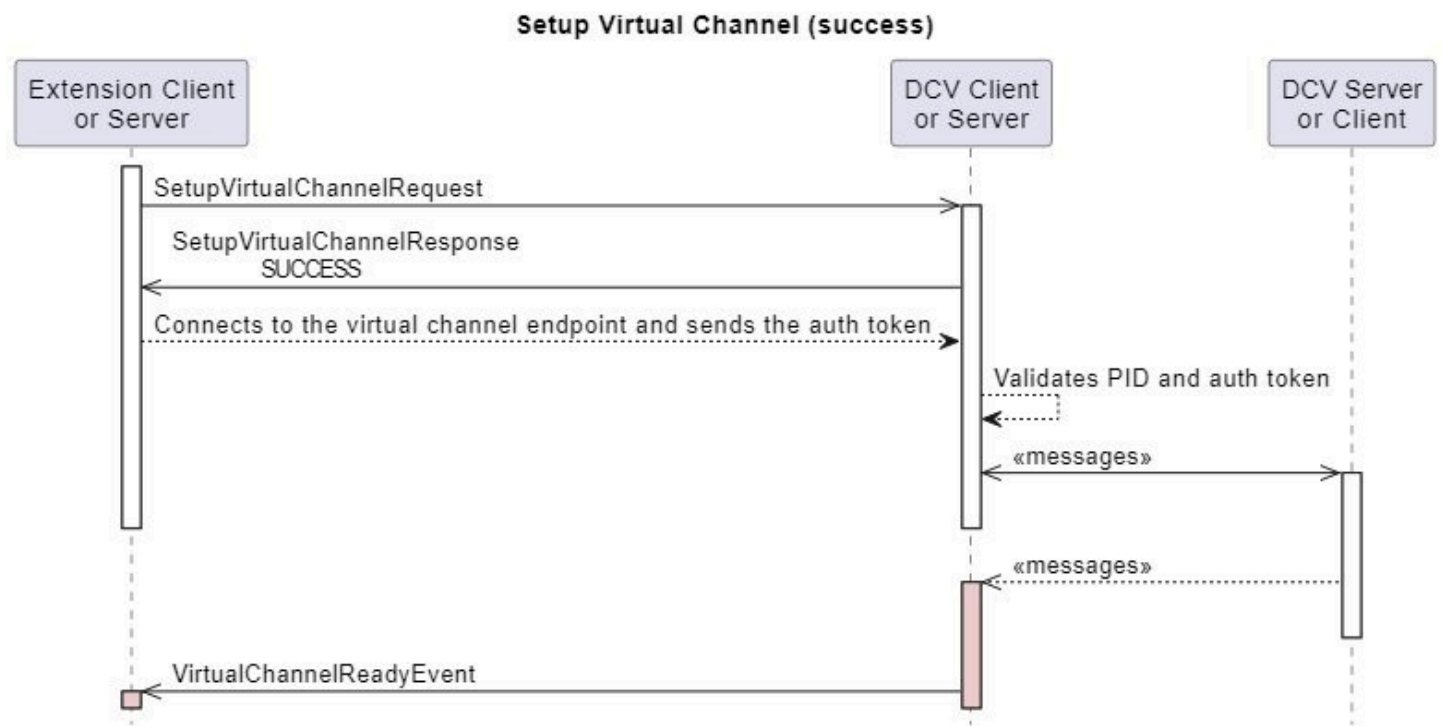 Setup Virtual Channel (success)
Extension Client
or Server
DCV Client
or Server
DCV Server
or Client
SetupVirtualChannelRequest
SetupVirtualChannelResponse
SUCCESS
Connects to the virtual channel endpoint and sends the auth token
Validates PID and auth token
«messages»
«messages»
VirtualChannelReadyEvent